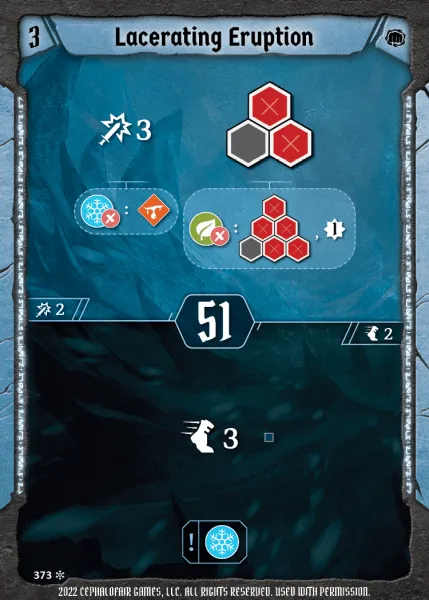 3 Lacerating Eruption
3
: : , 1
2
51
2
3
!
373
2022 CEPHALOFAIR GAMES, LLC. ALL RIGHTS RESERVED. USED WITH PERMISSION.